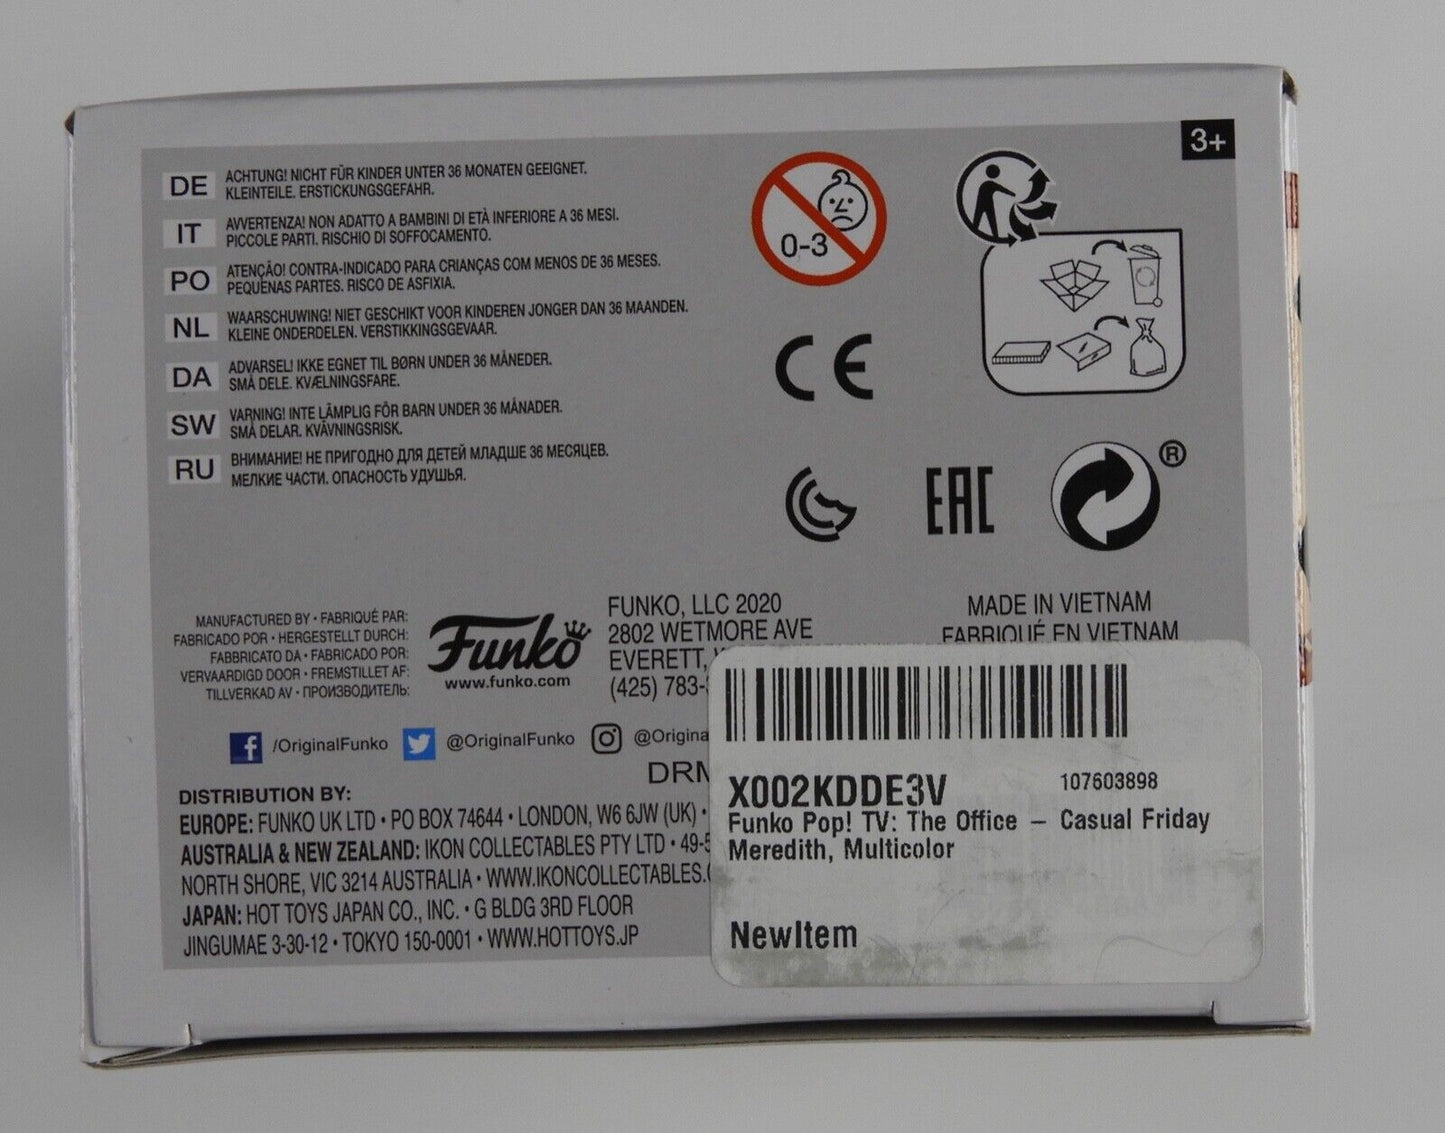 3+
DE ACHTUNG! NICHT FÜR KINDER UNTER 36 MONATEN GEEIGNET.
KLEINTEILE. ERSTICKUNGSGEFAHR.
IT AVVERTENZA! NON ADATTO A BAMBINI DI ETÀ INFERIORE A 36 MESI.
PICCOLE PARTI. RISCHIO DI SOFFOCAMENTO.
PO ATENÇÃO! CONTRA-INDICADO PARA CRIANÇAS COM MENOS DE 36 MESES.
PEQUENAS PARTES. RISCO DE ASFIXIA.
NL WAARSCHUWING! NIET GESCHIKT VOOR KINDEREN JONGER DAN 36 MAANDEN.
KLEINE ONDERDELEN. VERSTIKKINGSGEVAAR.
DA ADVARSEL! IKKE EGNET TIL BØRN UNDER 36 MÅNEDER.
SMÅ DELE. KVÆLNINGSFARE.
SW VARNING! INTE LÄMPLIG FÖR BARN UNDER 36 MÅNADER.
SMÅ DELAR. KVÄVNINGSRISK.
RU ВНИМАНИЕ! НЕ ПРИГОДНО ДЛЯ ДЕТЕЙ МЛАДШЕ 36 МЕСЯЦЕВ.
МЕЛКИЕ ЧАСТИ. ОПАСНОСТЬ УДУШЬЯ.
0-3
CE
EAC
®
MANUFACTURED BY • FABRIQUÉ PAR:
FABRICADO POR • HERGESTELLT DURCH:
FABBRICATO DA • FABRICADO POR:
VERVAARDIGD DOOR • FREMSTILLET AF:
TILLVERKAD AV • ПРОИЗВОДИТЕЛЬ:
Funko
www.funko.com
FUNKO, LLC 2020
2802 WETMORE AVE
EVERETT,
(425) 783-
MADE IN VIETNAM
FABRIQUÉ EN VIETNAM
/OriginalFunko @OriginalFunko @Origina
DRM
DISTRIBUTION BY:
EUROPE: FUNKO UK LTD • PO BOX 74644 • LONDON, W6 6JW (UK) •
AUSTRALIA & NEW ZEALAND: IKON COLLECTABLES PTY LTD • 49-5
NORTH SHORE, VIC 3214 AUSTRALIA • WWW.IKONCOLLECTABLES.
JAPAN: HOT TOYS JAPAN CO., INC. • G BLDG 3RD FLOOR
JINGUMAE 3-30-12 • TOKYO 150-0001 • WWW.HOTTOYS.JP
X002KDDE3V 107603898
Funko Pop! TV: The Office – Casual Friday
Meredith, Multicolor
NewItem